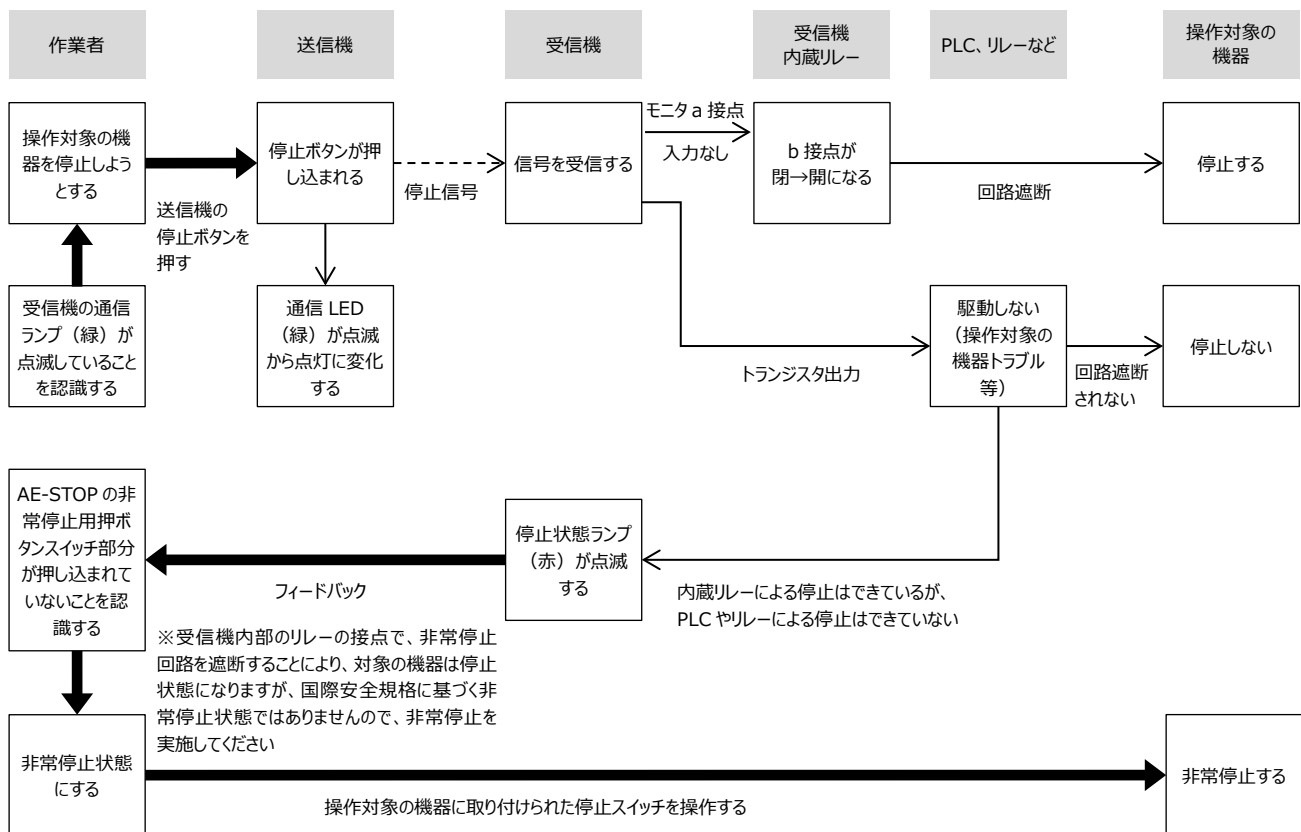 作業者
送信機
受信機
受信機
内蔵リレー
PLC、リレーなど
操作対象の
機器
操作対象の機
器を停止しよう
とする
送信機の
停止ボタンを
押す
停止ボタンが押
し込まれる
停止信号
信号を受信する
モニタ a 接点
入力なし
b 接点が
閉→開になる
回路遮断
停止する
受信機の通信
ランプ（緑）が
点滅していること
を認識する
通信 LED
（緑）が点滅
から点灯に変化
する
トランジスタ出力
駆動しない
（操作対象の
機器トラブル
等）
回路遮断
されない
停止しない
AE-STOP の非
常停止用押ボ
タンスイッチ部分
が押し込まれて
いないことを認
識する
フィードバック
停止状態ランプ
（赤）が点滅
する
内蔵リレーによる停止はできているが、
PLC やリレーによる停止はできていない
※受信機内部のリレーの接点で、非常停止
回路を遮断することにより、対象の機器は停止
状態になりますが、国際安全規格に基づく非
常停止状態ではありませんので、非常停止を
実施してください
非常停止状態
にする
操作対象の機器に取り付けられた停止スイッチを操作する
非常停止する